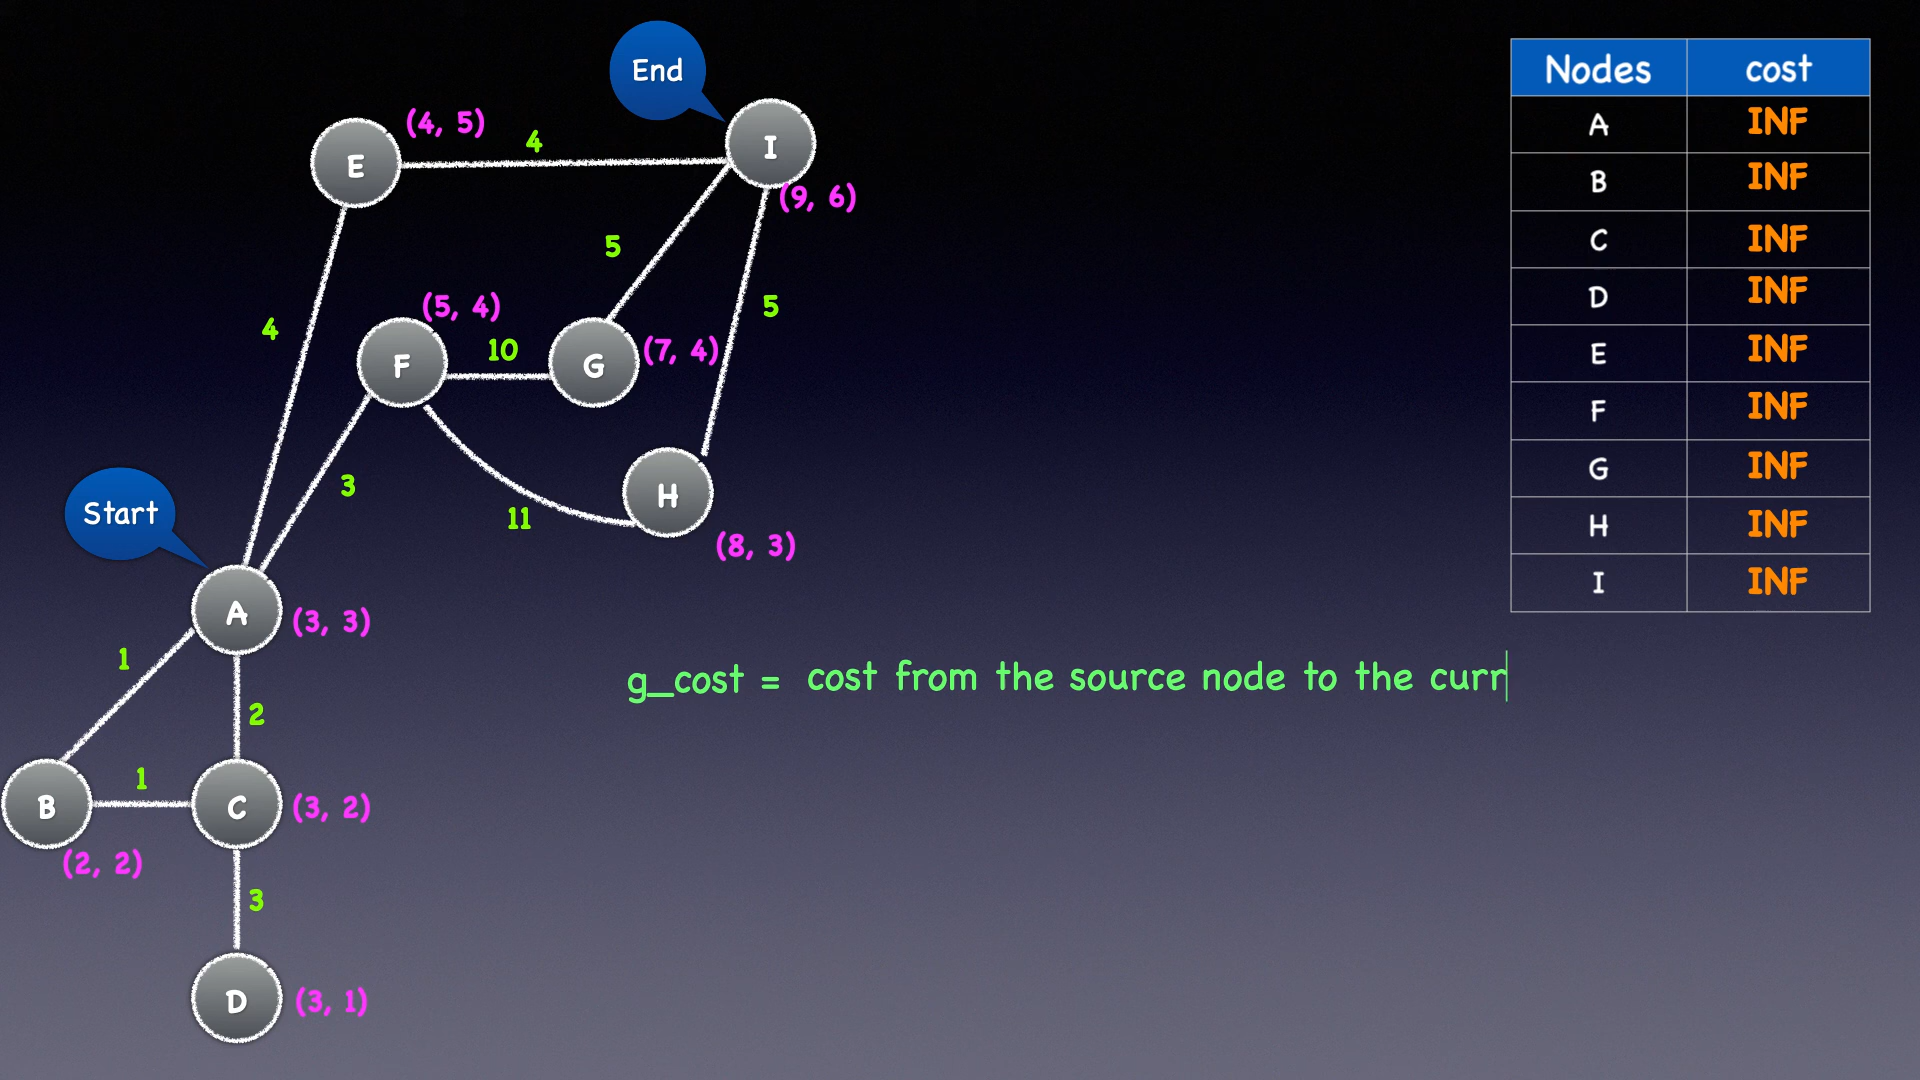 End
I
(9, 6)
E
(4, 5)
4
5
5
4
(5, 4)
F
10
G
(7, 4)
H
(8, 3)
11
3
Start
A
(3, 3)
1
2
B
(2, 2)
1
C
(3, 2)
3
D
(3, 1)
g_cost = cost from the source node to the curr
Nodes cost
A INF
B INF
C INF
D INF
E INF
F INF
G INF
H INF
I INF